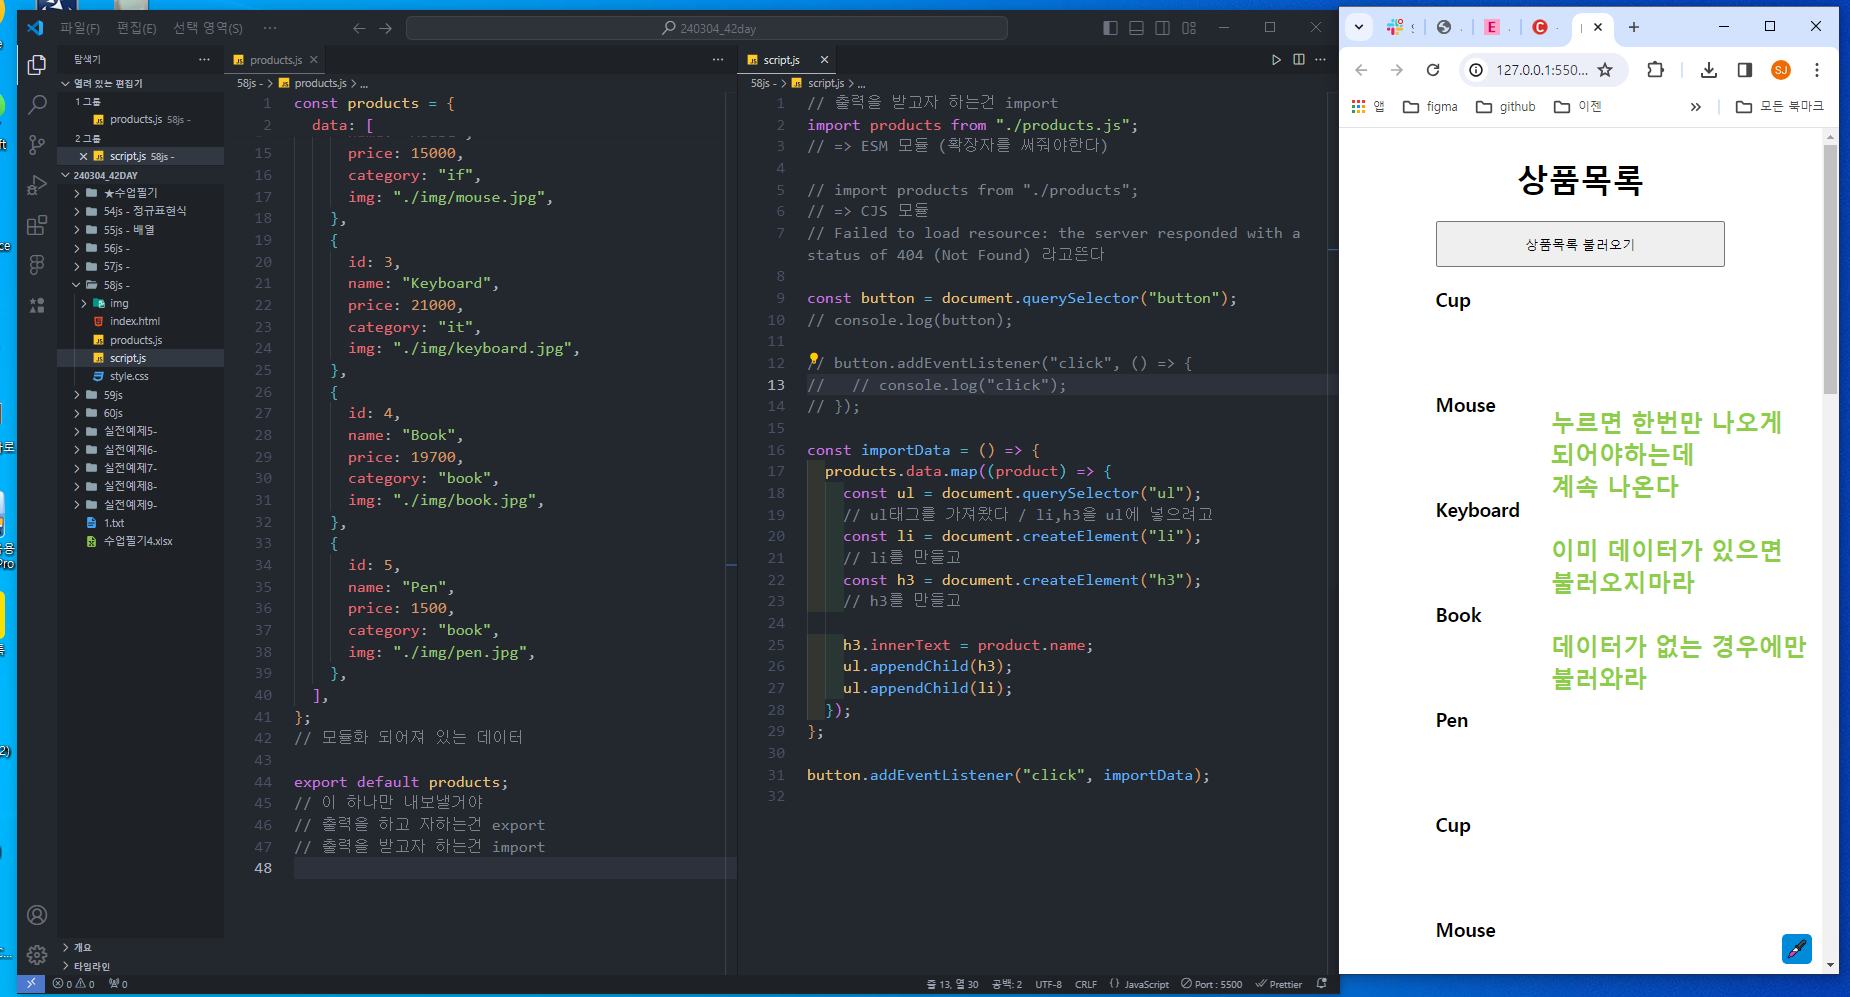 파일(F) 편집(E) 선택 영역(S) ···
240304_42day
탐색기 ···
열려 있는 편집기
1 그룹
products.js 58js -
2 그룹
script.js 58js -
240304_42DAY
★수업필기
54js - 정규표현식
55js - 배열
56js -
57js -
58js -
img
index.html
products.js
script.js
style.css
59js
60js
실전예제5-
실전예제6-
실전예제7-
실전예제8-
실전예제9-
1.txt
수업필기4.xlsx
개요
타임라인
products.js
58js - > products.js > ...
1 const products = {
2 data: [
15 price: 15000,
16 category: "if",
17 img: "./img/mouse.jpg",
18 },
19 {
20 id: 3,
21 name: "Keyboard",
22 price: 21000,
23 category: "it",
24 img: "./img/keyboard.jpg",
25 },
26 {
27 id: 4,
28 name: "Book",
29 price: 19700,
30 category: "book",
31 img: "./img/book.jpg",
32 },
33 {
34 id: 5,
35 name: "Pen",
36 price: 1500,
37 category: "book",
38 img: "./img/pen.jpg",
39 },
40 ],
41 };
42 // 모듈화 되어져 있는 데이터
43
44 export default products;
45 // 이 하나만 내보낼거야
46 // 출력을 하고 자하는건 export
47 // 출력을 받고자 하는건 import
48
script.js
58js - > script.js > ...
1 // 출력을 받고자 하는건 import
2 import products from "./products.js";
3 // => ESM 모듈 (확장자를 써줘야한다)
4
5 // import products from "./products";
6 // => CJS 모듈
7 // Failed to load resource: the server responded with a
status of 404 (Not Found) 라고뜬다
8
9 const button = document.querySelector("button");
10 // console.log(button);
11
12 // button.addEventListener("click", () => {
13 //   // console.log("click");
14 // });
15
16 const importData = () => {
17 products.data.map((product) => {
18 const ul = document.querySelector("ul");
19 // ul태그를 가져왔다 / li,h3을 ul에 넣으려고
20 const li = document.createElement("li");
21 // li를 만들고
22 const h3 = document.createElement("h3");
23 // h3를 만들고
24
25 h3.innerText = product.name;
26 ul.appendChild(h3);
27 ul.appendChild(li);
28 });
29 };
30
31 button.addEventListener("click", importData);
32
0 0 0
줄 13, 열 30 공백: 2 UTF-8 CRLF {} JavaScript Port : 5500 Prettier
127.0.0.1:550...
SJ
앱 figma github 이젠 » 모든 북마크
상품목록
상품목록 불러오기
Cup
Mouse
누르면 한번만 나오게
되어야하는데
계속 나온다
Keyboard
이미 데이터가 있으면
불러오지마라
Book
데이터가 없는 경우에만
불러와라
Pen
Cup
Mouse